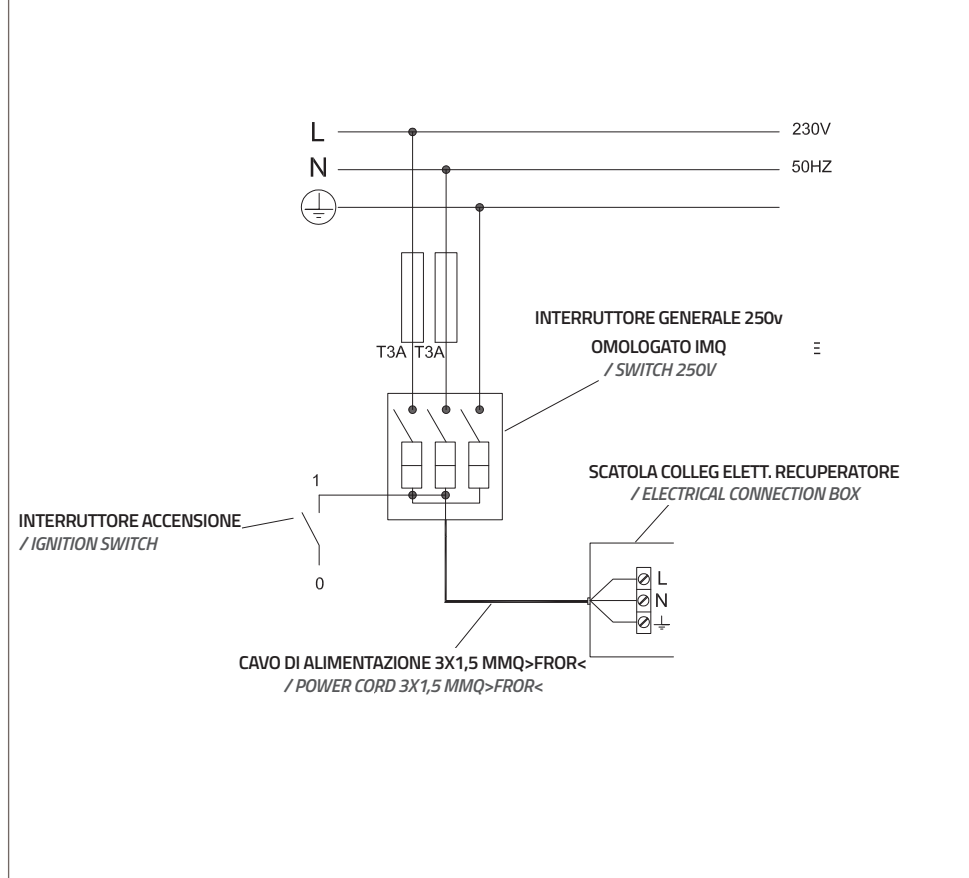 L
230V
N
50HZ
T3A T3A
INTERRUTTORE GENERALE 250v
OMOLOGATO IMQ
/ SWITCH 250V
SCATOLA COLLEG ELETT. RECUPERATORE
/ ELECTRICAL CONNECTION BOX
1
INTERRUTTORE ACCENSIONE
/ IGNITION SWITCH
0
L
N
CAVO DI ALIMENTAZIONE 3X1,5 MMQ>FROR<
/ POWER CORD 3X1,5 MMQ>FROR<